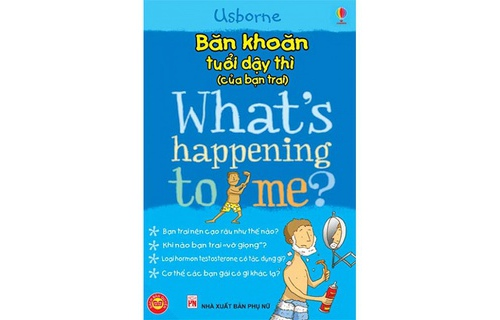 Usborne
Băn khoăn
tuổi dậy thì
(của bạn trai)
What's
happening
to me?
Bạn trai nên cạo râu như thế nào?
Khi nào bạn trai "vỡ giọng"?
Loại hormon testosterone có tác dụng gì?
Cơ thể các bạn gái có gì khác lạ?
NHÀ XUẤT BẢN PHỤ NỮ